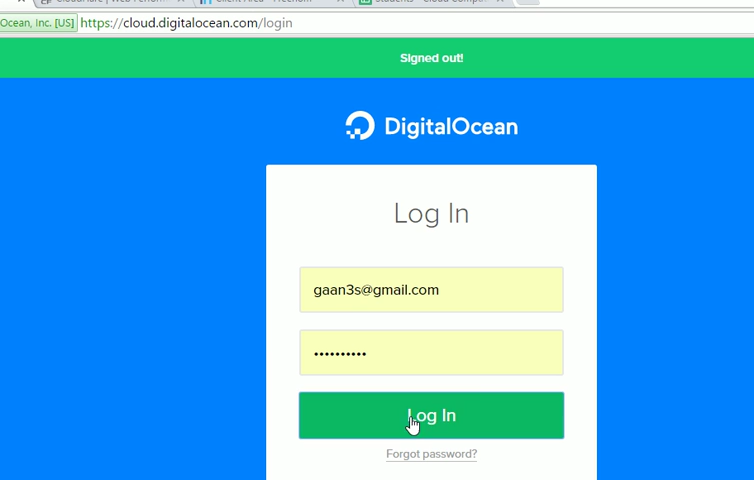 Ocean, Inc. [US] https://cloud.digitalocean.com/login
Signed out!
DigitalOcean
Log In
gaan3s@gmail.com
Log In
Forgot password?